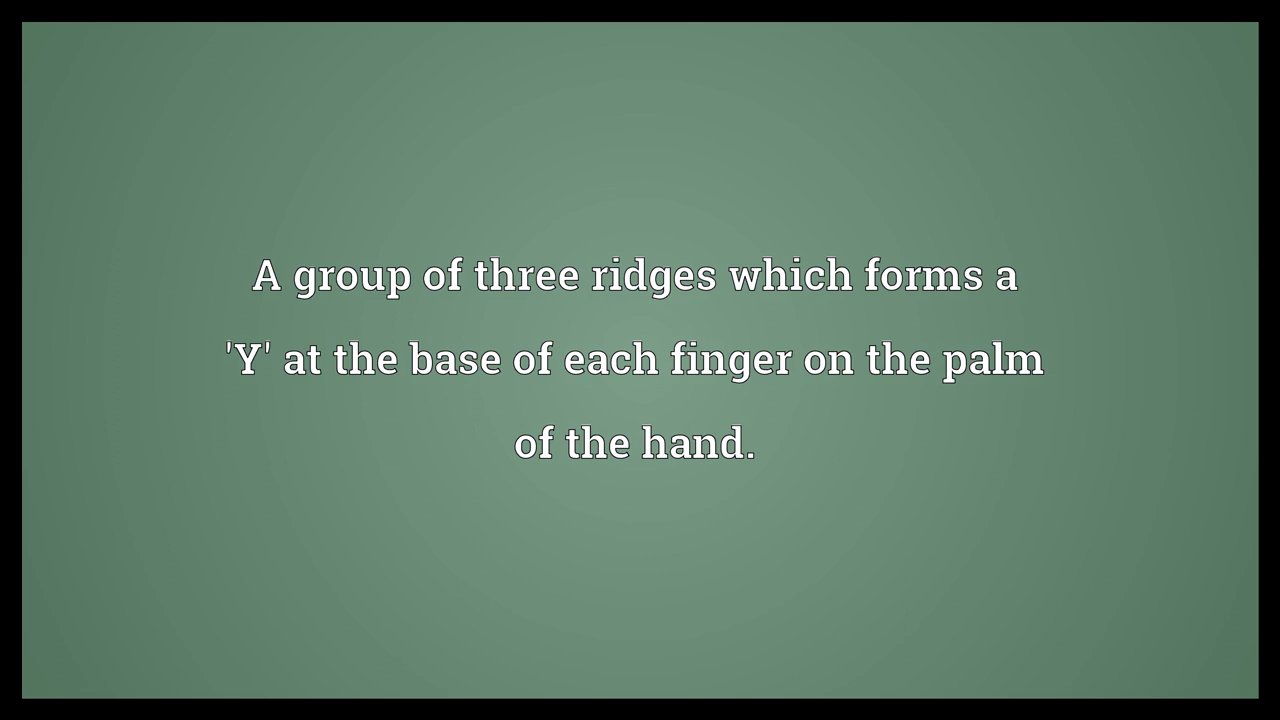 A group of three ridges which forms a
'Y' at the base of each finger on the palm
of the hand.